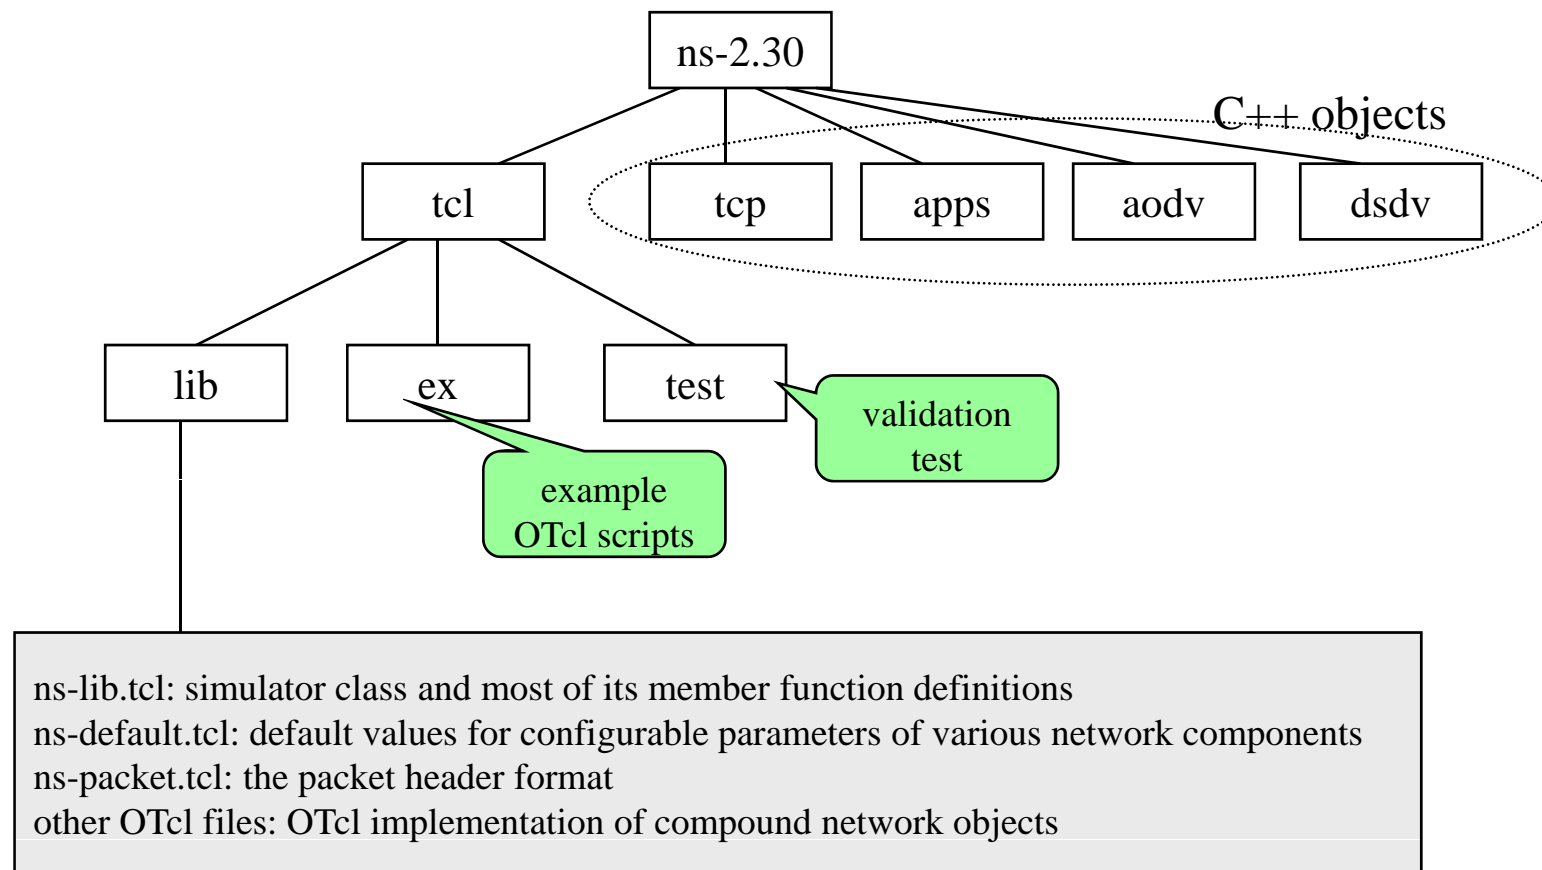 ns-2.30
C++ objects
tcl
tcp
apps
aodv
dsdv
lib
ex
test
validation
test
example
OTcl scripts
ns-lib.tcl: simulator class and most of its member function definitions
ns-default.tcl: default values for configurable parameters of various network components
ns-packet.tcl: the packet header format
other OTcl files: OTcl implementation of compound network objects